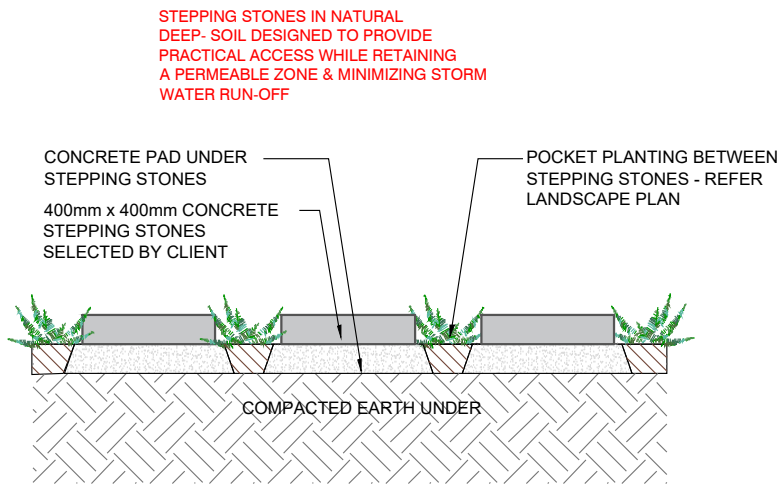 STEPPING STONES IN NATURAL
DEEP- SOIL DESIGNED TO PROVIDE
PRACTICAL ACCESS WHILE RETAINING
A PERMEABLE ZONE & MINIMIZING STORM
WATER RUN-OFF
CONCRETE PAD UNDER
STEPPING STONES
400mm x 400mm CONCRETE
STEPPING STONES
SELECTED BY CLIENT
POCKET PLANTING BETWEEN
STEPPING STONES - REFER
LANDSCAPE PLAN
COMPACTED EARTH UNDER